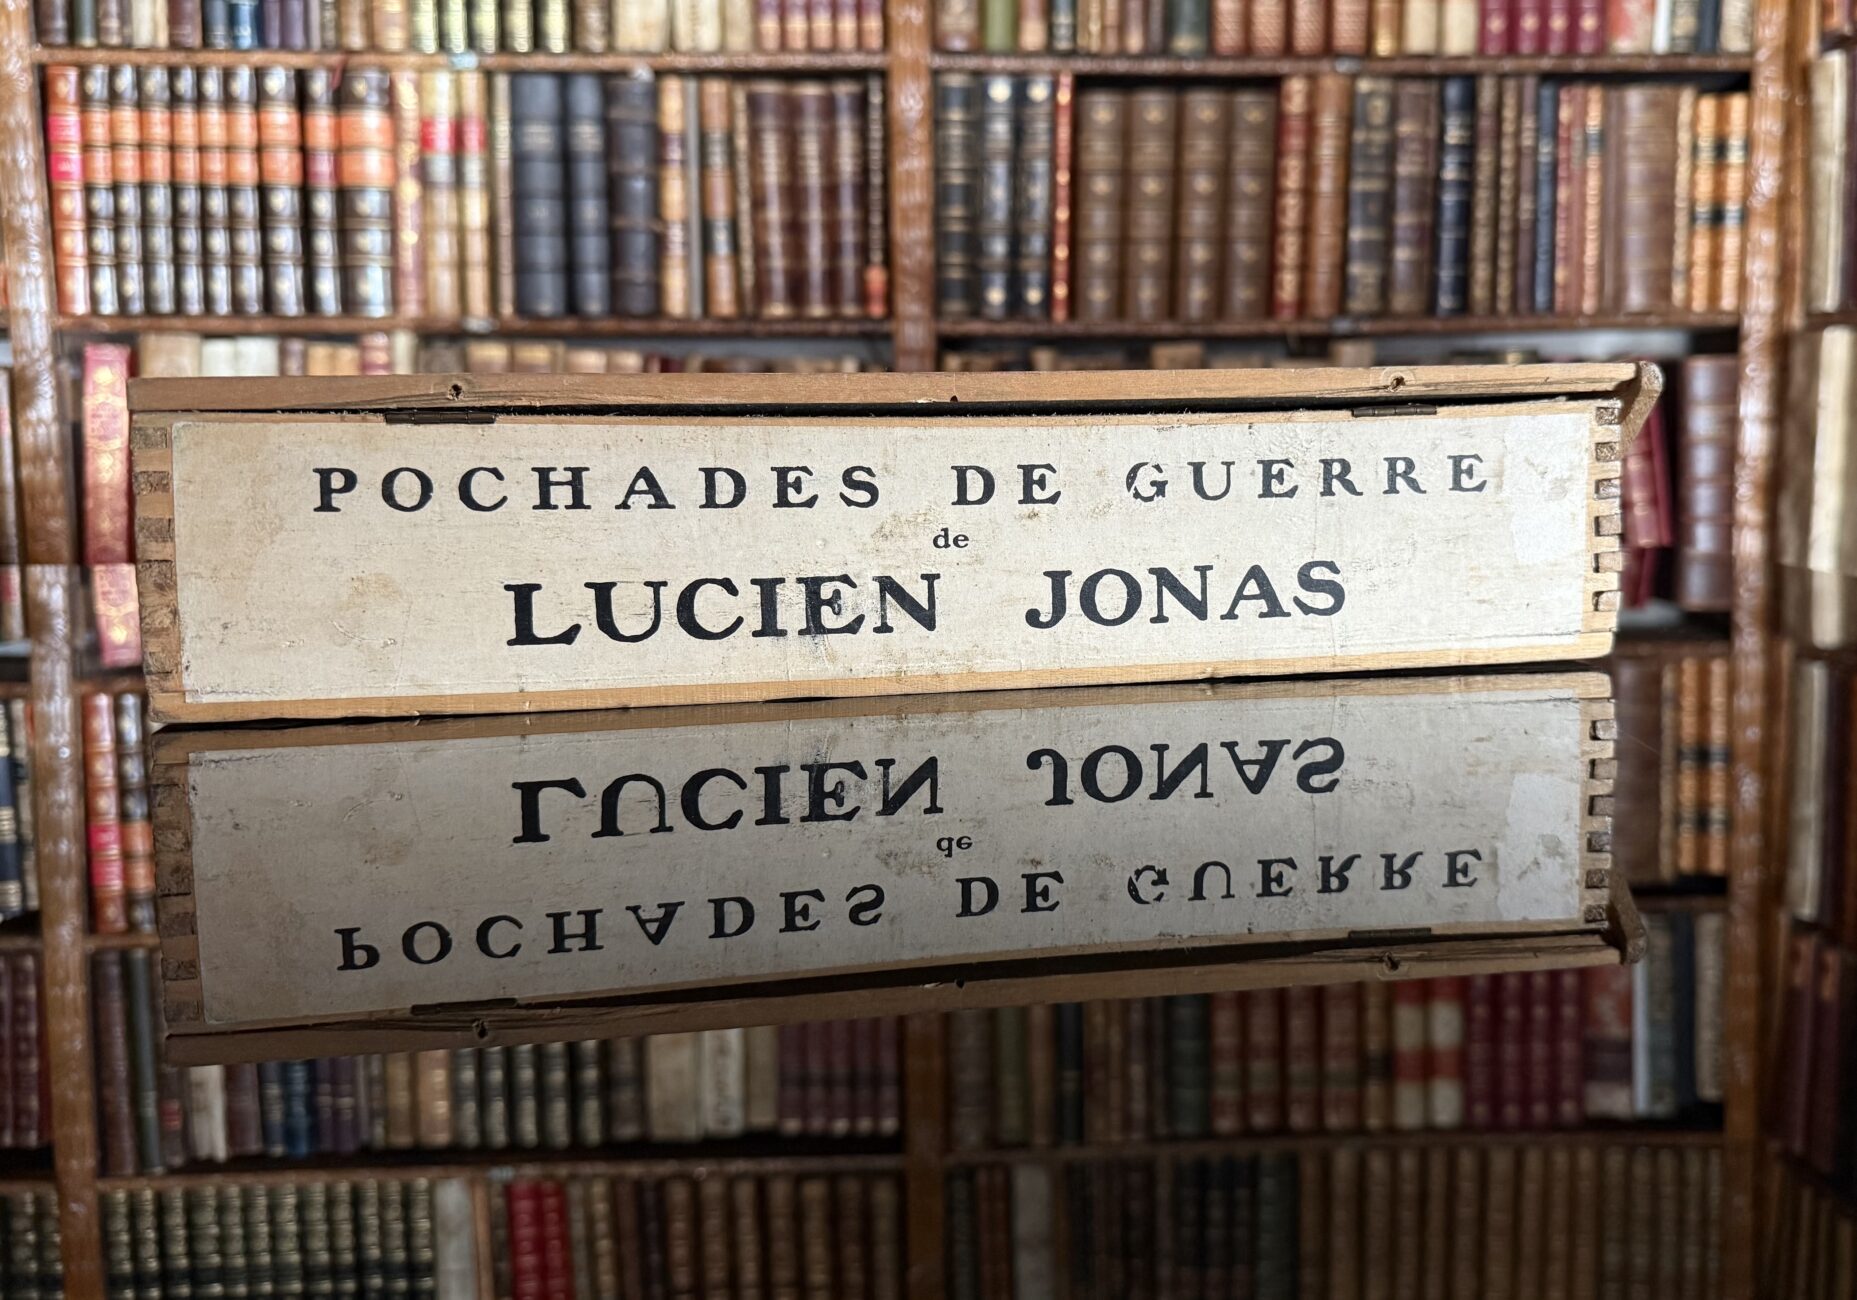 POCHADES DE GUERRE
de
LUCIEN JONAS